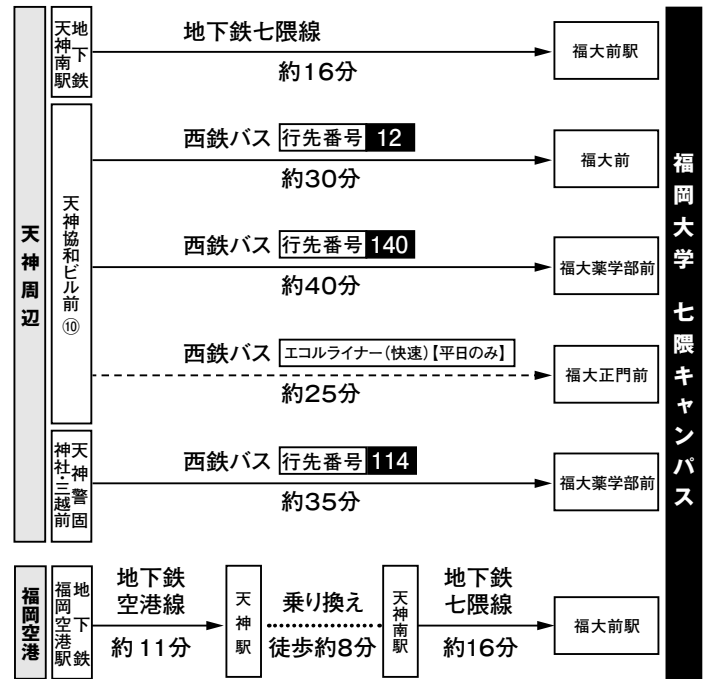 天神周辺
地下鉄
天神南駅
地下鉄七隈線
約16分
福大前駅
天神協和ビル前 ⑩
西鉄バス 行先番号 12
約30分
福大前
西鉄バス 行先番号 140
約40分
福大薬学部前
西鉄バス エコルライナー(快速)【平日のみ】
約25分
福大正門前
天神警固
神社・三越前
西鉄バス 行先番号 114
約35分
福大薬学部前
福岡大学 七隈キャンパス
福岡空港
地下鉄
福岡空港駅
地下鉄
空港線
約11分
天神駅
乗り換え
徒歩約8分
天神南駅
地下鉄
七隈線
約16分
福大前駅